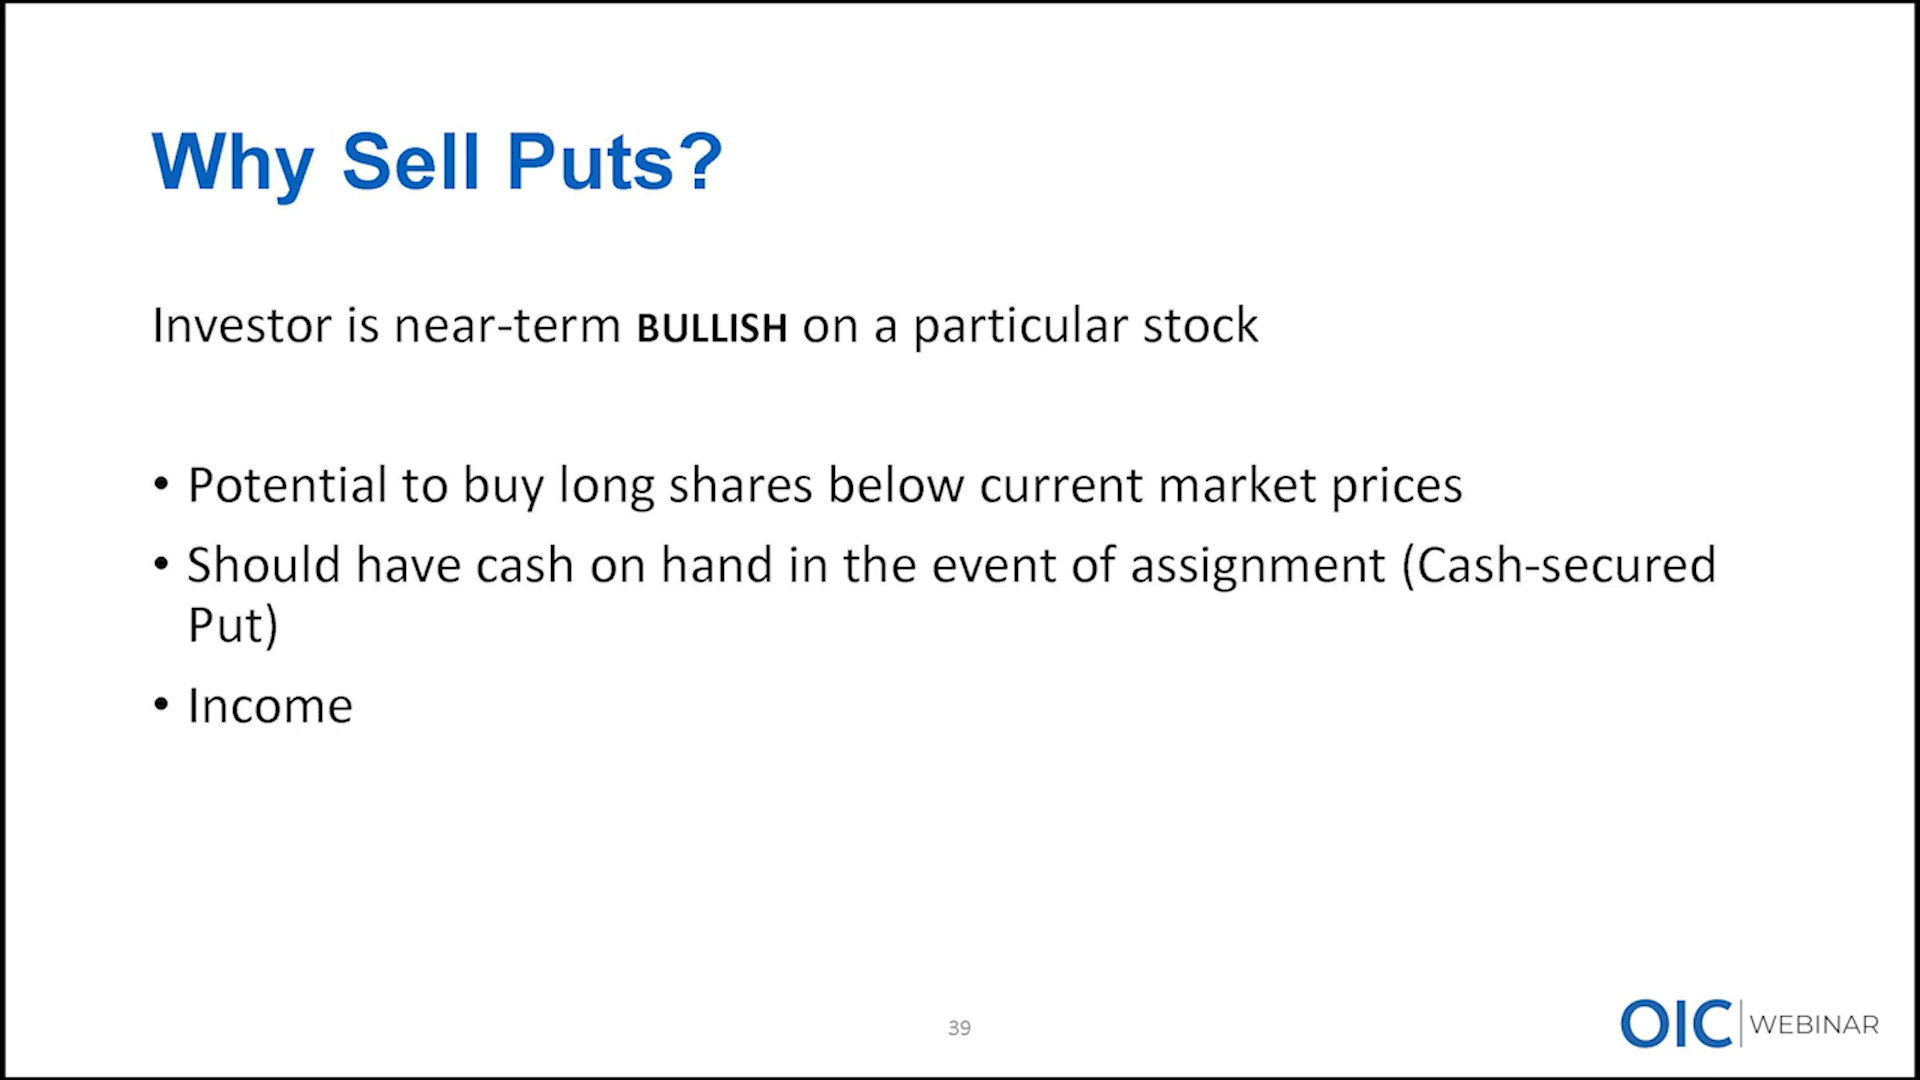 Why Sell Puts?
Investor is near-term BULLISH on a particular stock
• Potential to buy long shares below current market prices
• Should have cash on hand in the event of assignment (Cash-secured
Put)
• Income
39
OIC WEBINAR